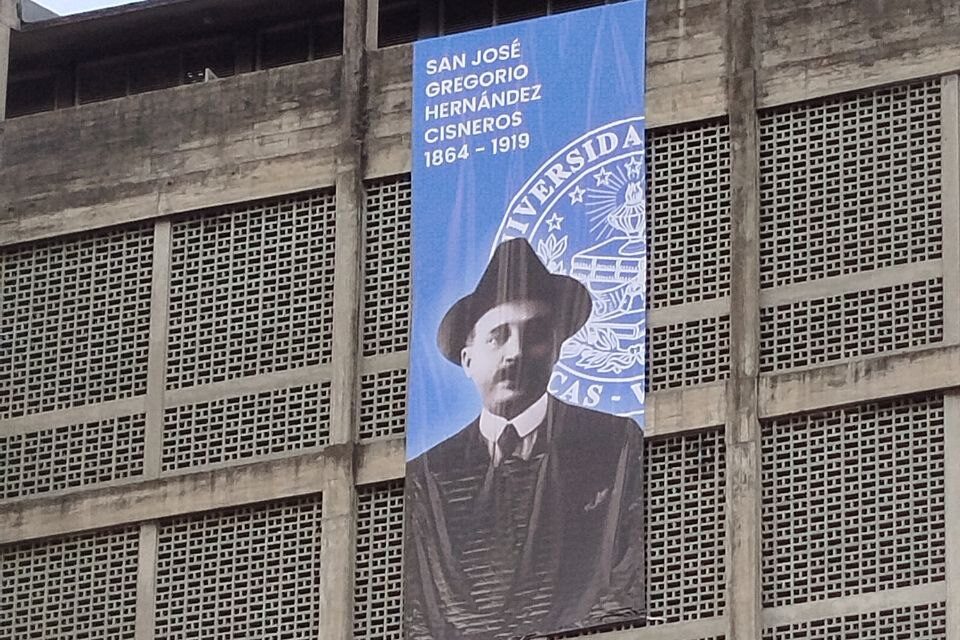 SAN JOSÉ
GREGORIO
HERNÁNDEZ
CISNEROS
1864 - 1919